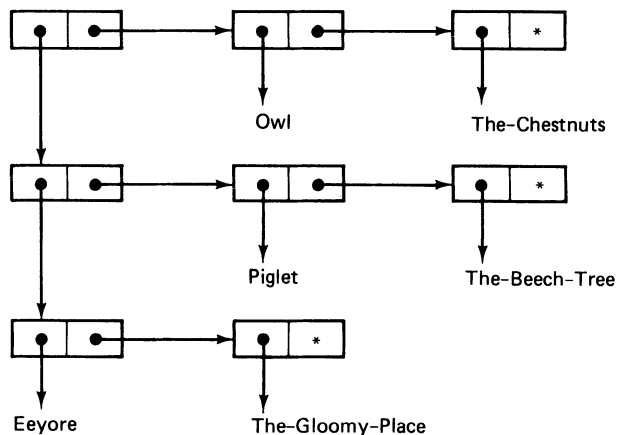 *
Owl
The-Chestnuts
*
Piglet
The-Beech-Tree
*
Eeyore
The-Gloomy-Place